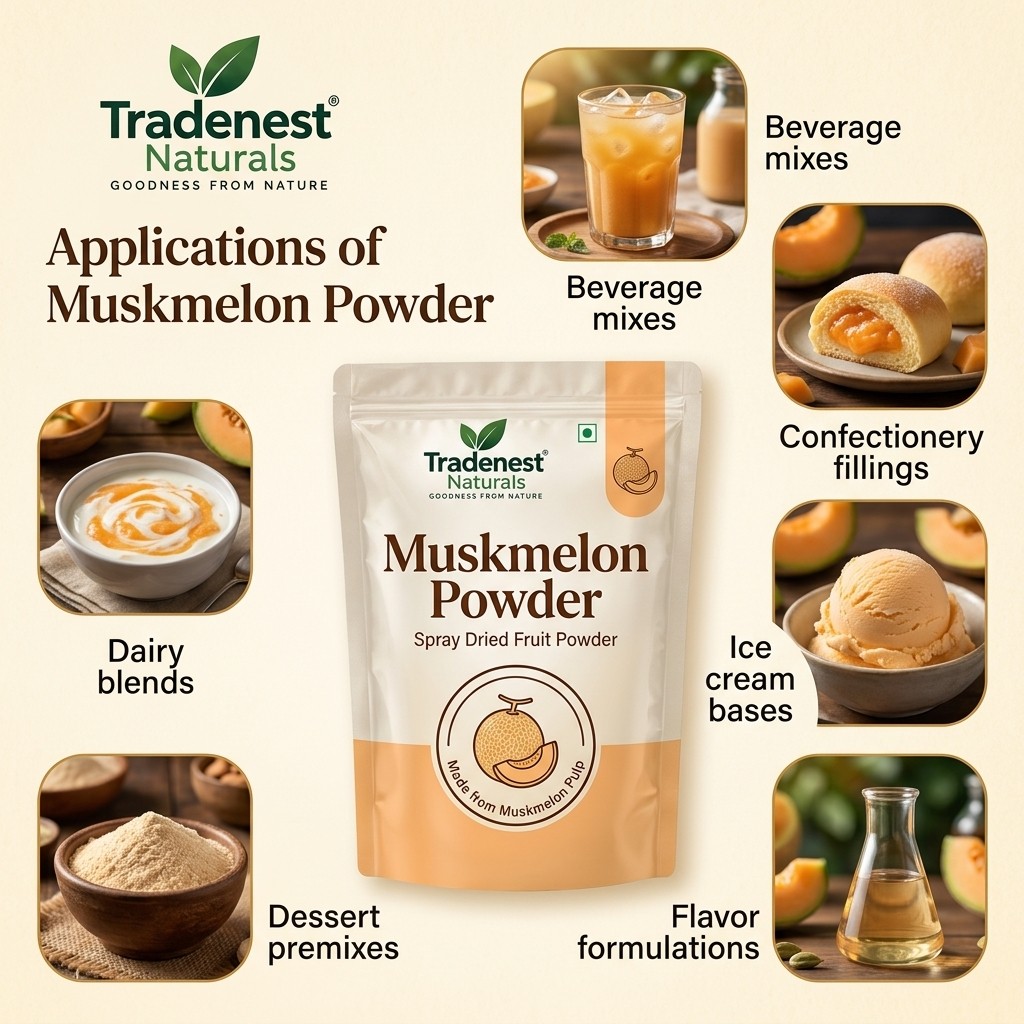 Tradenest®
Naturals
GOODNESS FROM NATURE
Applications of
Muskmelon Powder
Beverage
mixes
Beverage
mixes
Confectionery
fillings
Dairy
blends
Ice
cream
bases
Dessert
premixes
Flavor
formulations
Tradenest®
Naturals
GOODNESS FROM NATURE
Muskmelon
Powder
Spray Dried Fruit Powder
Made from Muskmelon Pulp